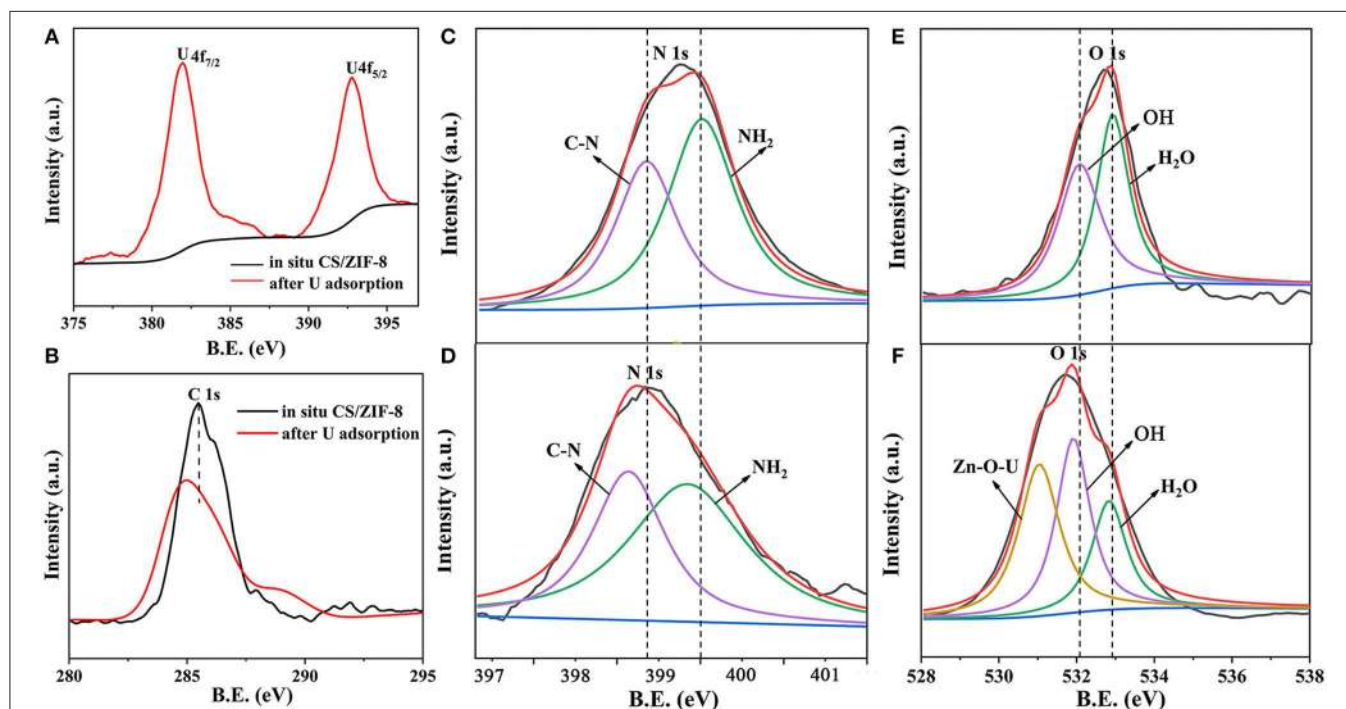 A
U 4f7/2
U4f5/2
Intensity (a.u.)
in situ CS/ZIF-8
after U adsorption
375 380 385 390 395
B.E. (eV)
B
C 1s
in situ CS/ZIF-8
after U adsorption
Intensity (a.u.)
280 285 290 295
B.E. (eV)
C
N 1s
C-N
NH2
Intensity (a.u.)
D
N 1s
C-N
NH2
Intensity (a.u.)
397 398 399 400 401
B.E. (eV)
E
O 1s
OH
H2O
Intensity (a.u.)
F
O 1s
Zn-O-U
OH
H2O
Intensity (a.u.)
528 530 532 534 536 538
B.E. (eV)